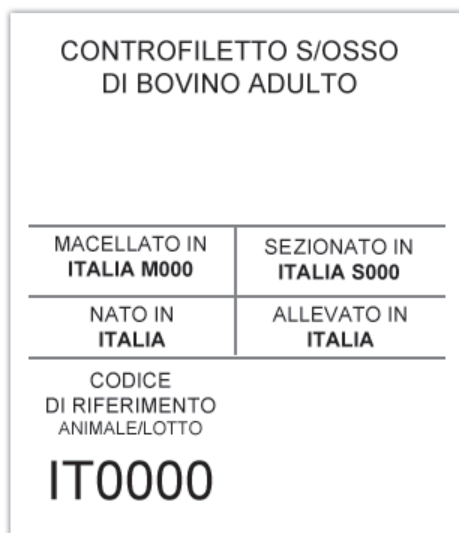 CONTROFILETTO S/OSSO
DI BOVINO ADULTO
MACELLATO IN
ITALIA M000
SEZIONATO IN
ITALIA S000
NATO IN
ITALIA
ALLEVATO IN
ITALIA
CODICE
DI RIFERIMENTO
ANIMALE/LOTTO
IT0000